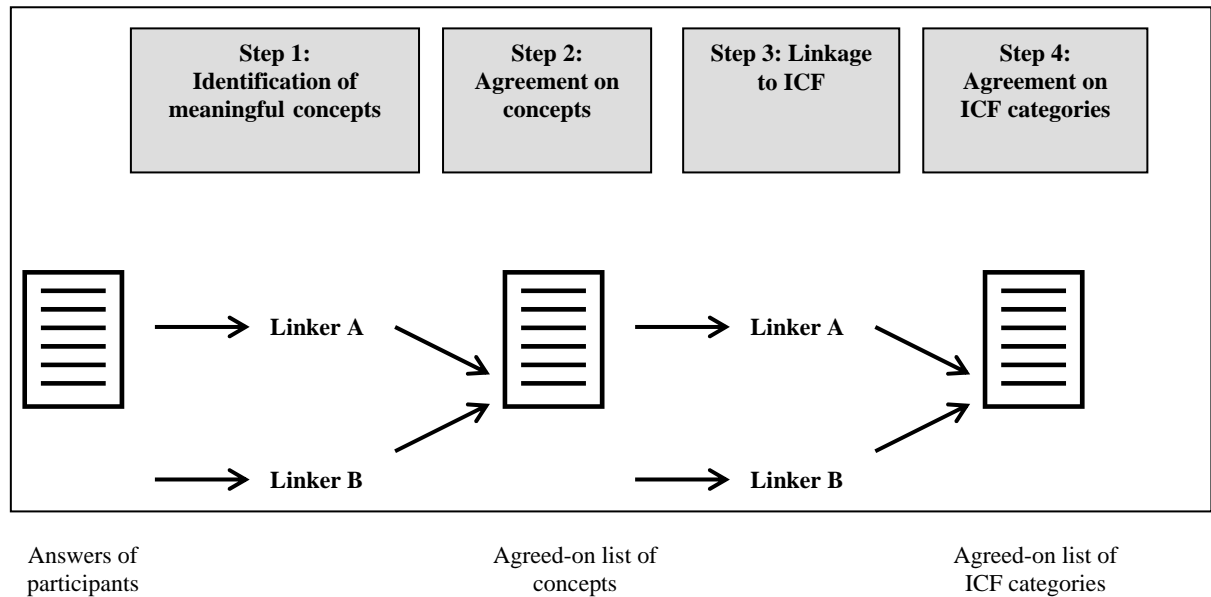 Step 1:
Identification of
meaningful concepts
Step 2:
Agreement on
concepts
Step 3: Linkage
to ICF
Step 4:
Agreement on
ICF categories
Linker A
Linker A
Linker B
Linker B
Answers of
participants
Agreed-on list of
concepts
Agreed-on list of
ICF categories